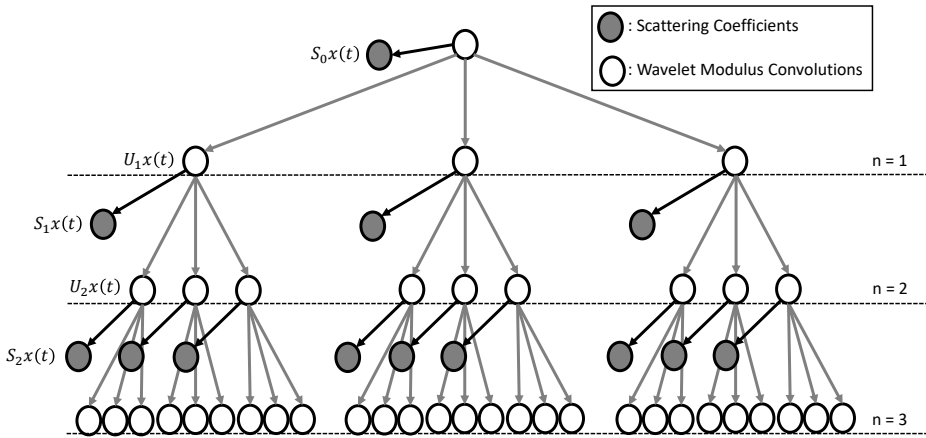 : Scattering Coefficients
: Wavelet Modulus Convolutions
S₀x(t)
U₁x(t)
n = 1
S₁x(t)
U₂x(t)
n = 2
S₂x(t)
n = 3